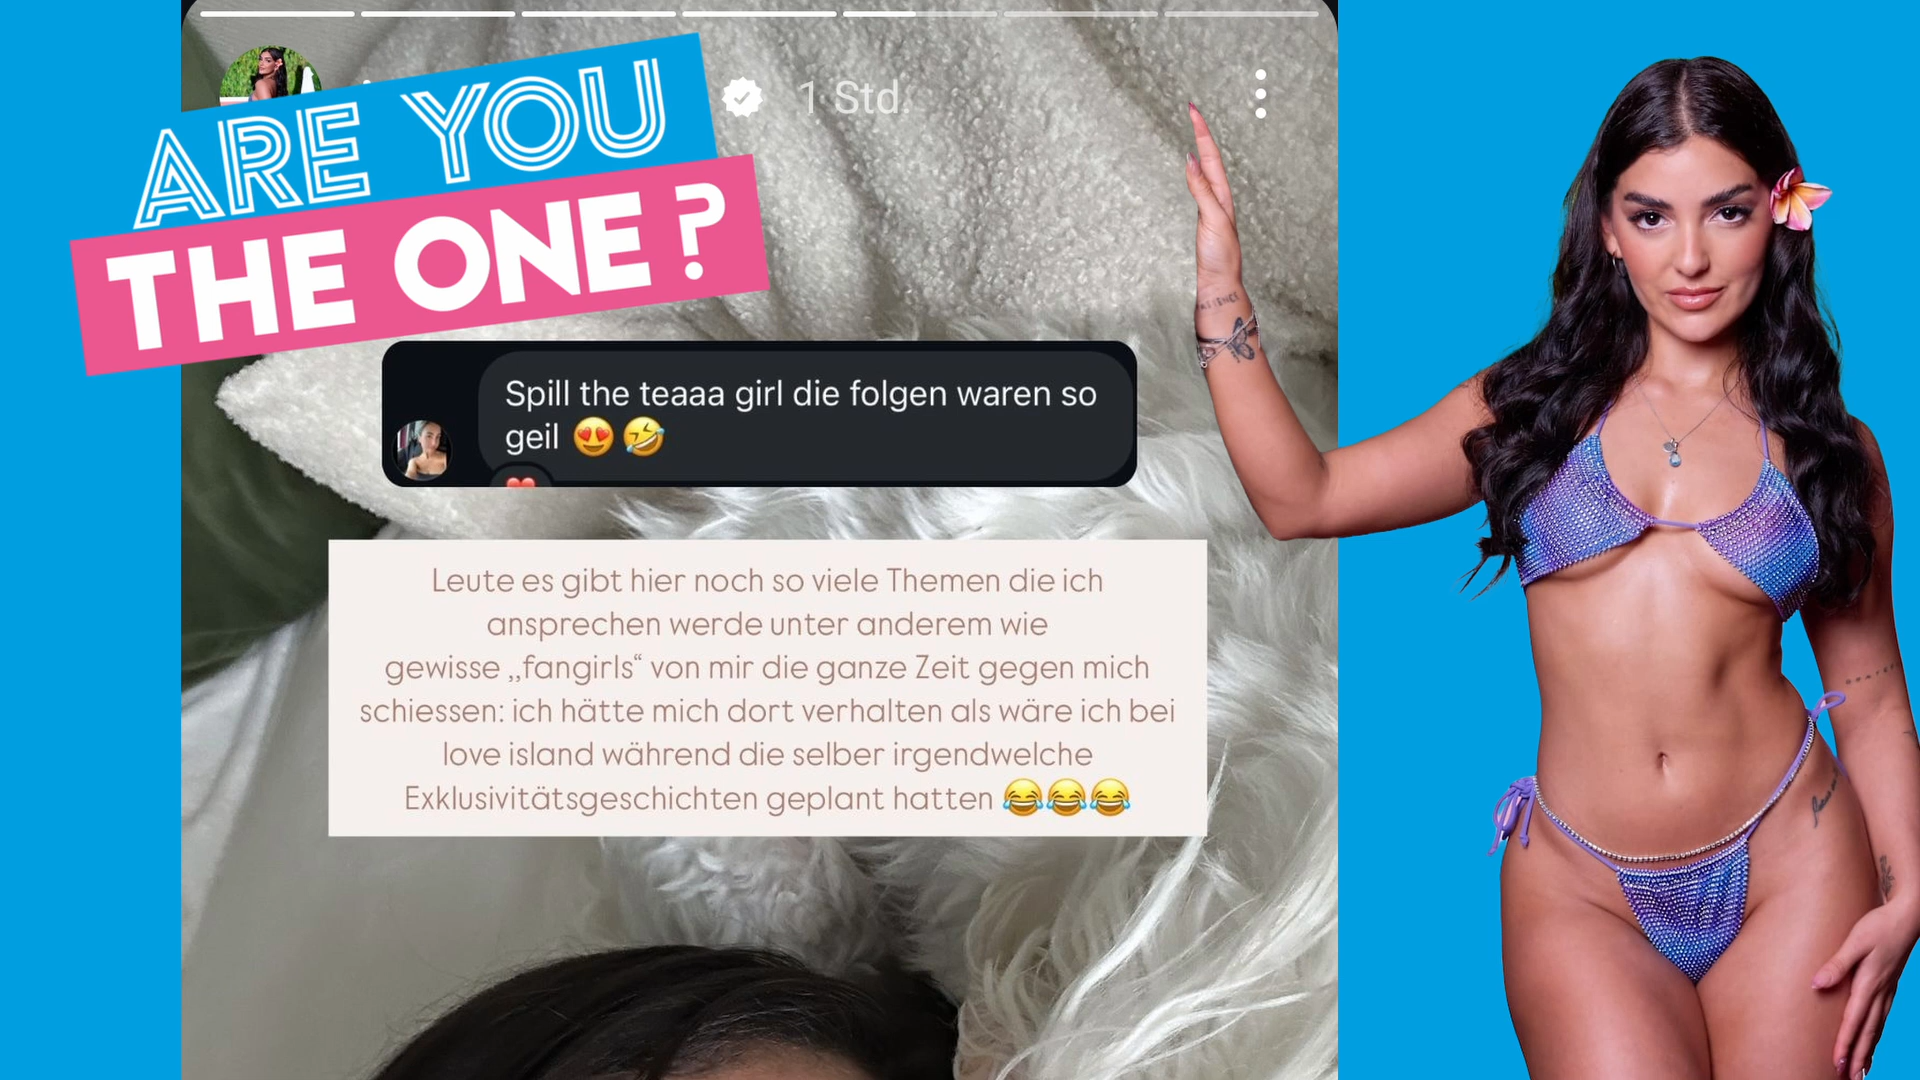 ARE YOU
THE ONE?
1 Std.
Spill the teaaa girl die folgen waren so
geil 😍🤣
Leute es gibt hier noch so viele Themen die ich
ansprechen werde unter anderem wie
gewisse „fangirls“ von mir die ganze Zeit gegen mich
schiessen: ich hätte mich dort verhalten als wäre ich bei
love island während die selber irgendwelche
Exklusivitätsgeschichten geplant hatten 😂😂😂